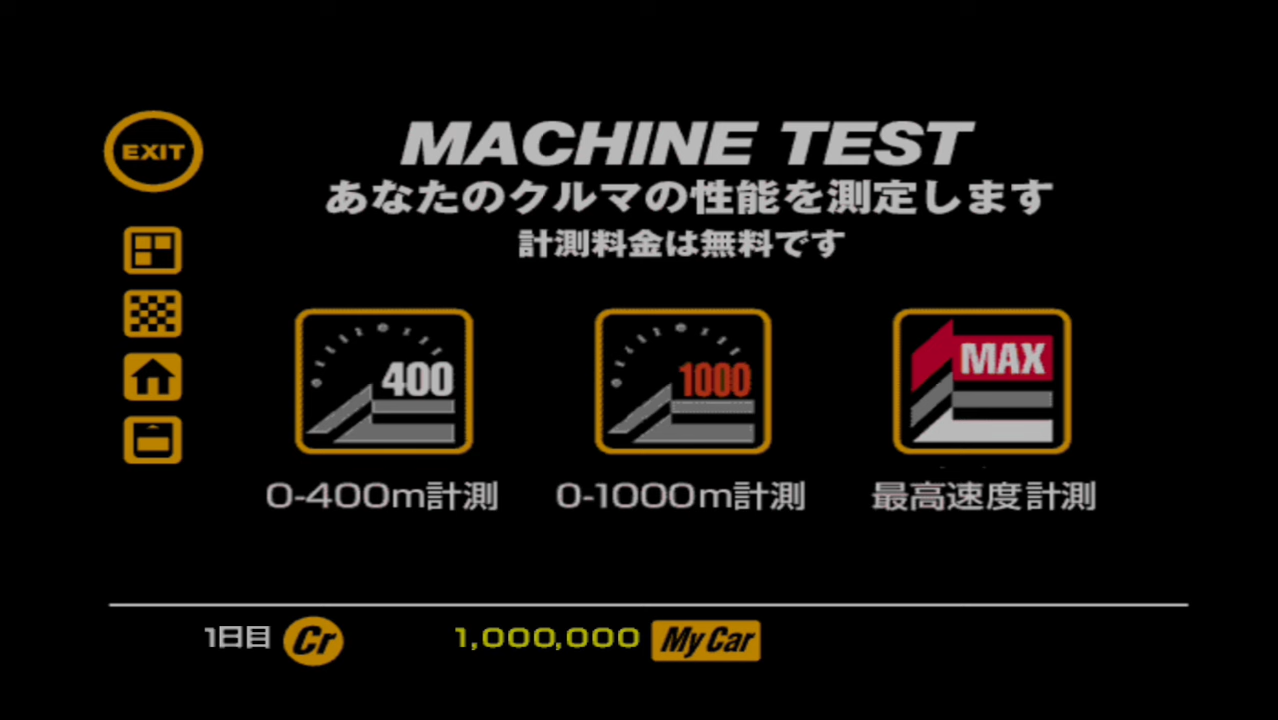 EXIT
MACHINE TEST
あなたのクルマの性能を測定します
計測料金は無料です
400
1000
MAX
0-400m計測
0-1000m計測
最高速度計測
1日目 Cr 1,000,000 My Car